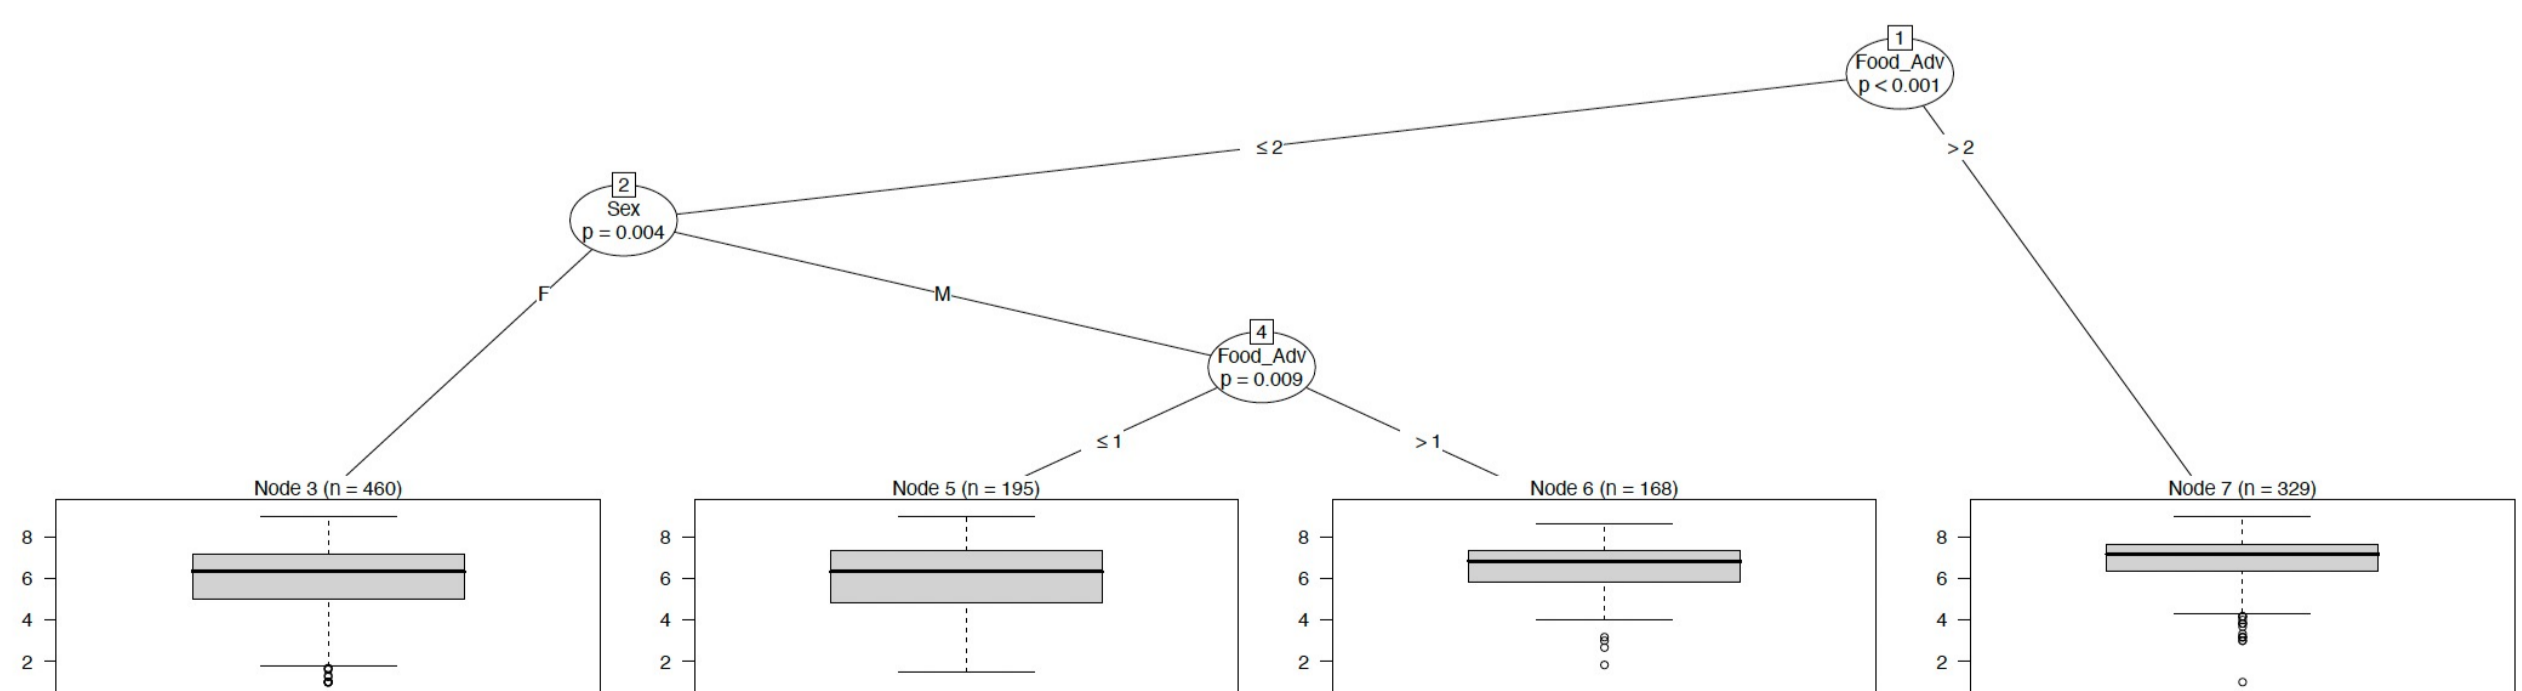 1
Food_Adv
p < 0.001
≤ 2
> 2
2
Sex
p = 0.004
F
M
4
Food_Adv
p = 0.009
≤ 1
> 1
Node 3 (n = 460)
8
6
4
2
Node 5 (n = 195)
8
6
4
2
Node 6 (n = 168)
8
6
4
2
Node 7 (n = 329)
8
6
4
2